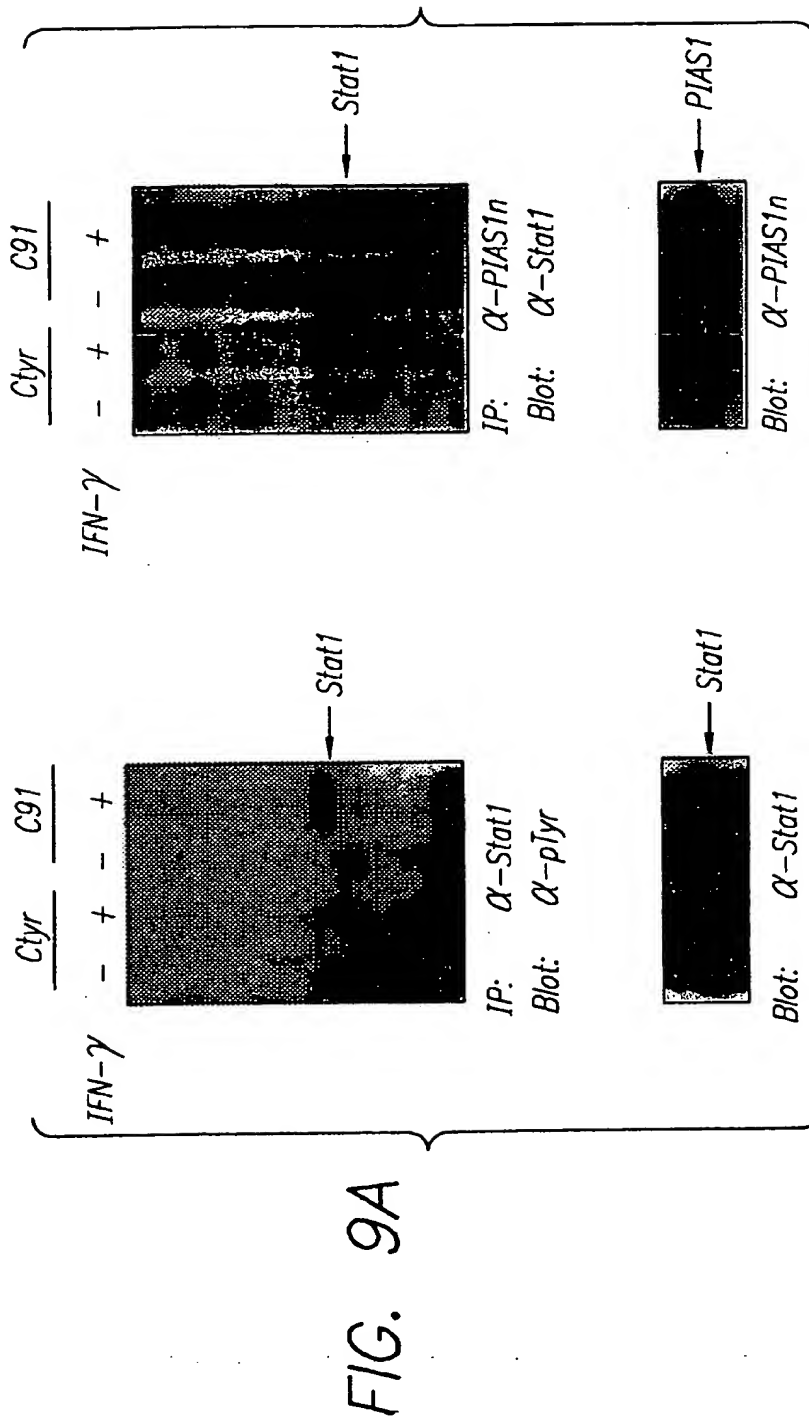 FIG. 9A
Ctyr C91
IFN-γ - + - +
← Stat1
IP: α-Stat1
Blot: α-pTyr
← Stat1
Blot: α-Stat1
Ctyr C91
IFN-γ - + - +
← Stat1
IP: α-PIAS1n
Blot: α-Stat1
← PIAS1
Blot: α-PIAS1n